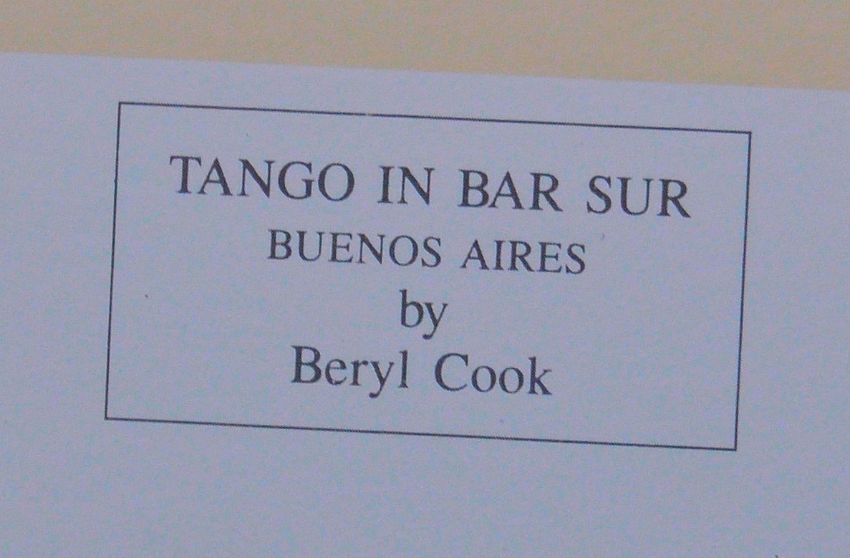 TANGO IN BAR SUR
BUENOS AIRES
by
Beryl Cook